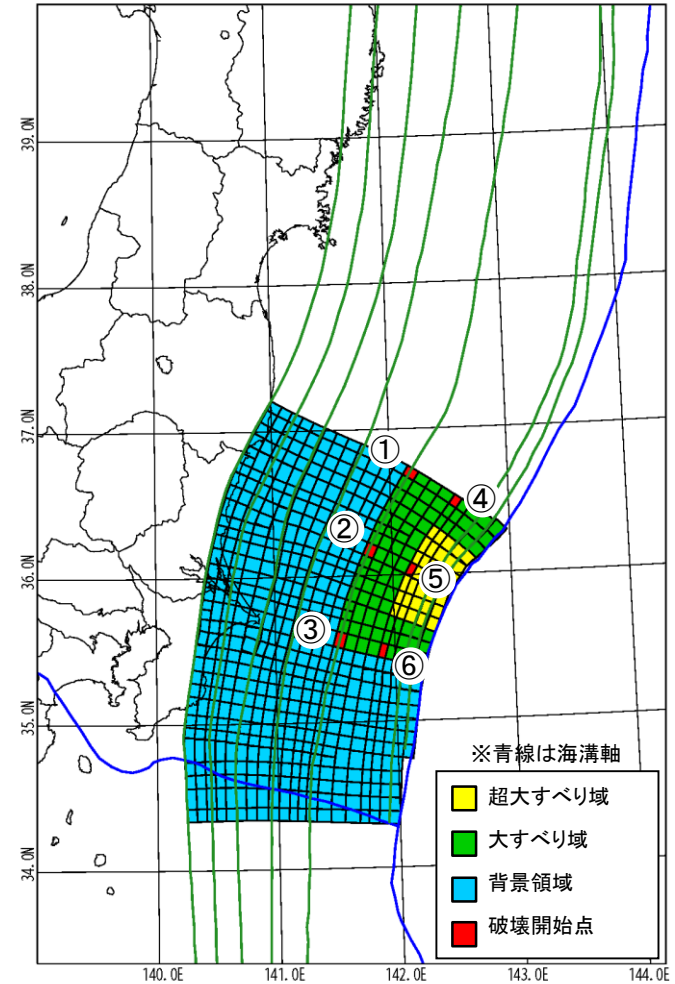 39.0N
38.0N
37.0N
①
④
②
36.0N
⑤
③
⑥
35.0N
※青線は海溝軸
超大すべり域
大すべり域
34.0N
背景領域
破壊開始点
140.0E
141.0E
142.0E
143.0E
144.0E